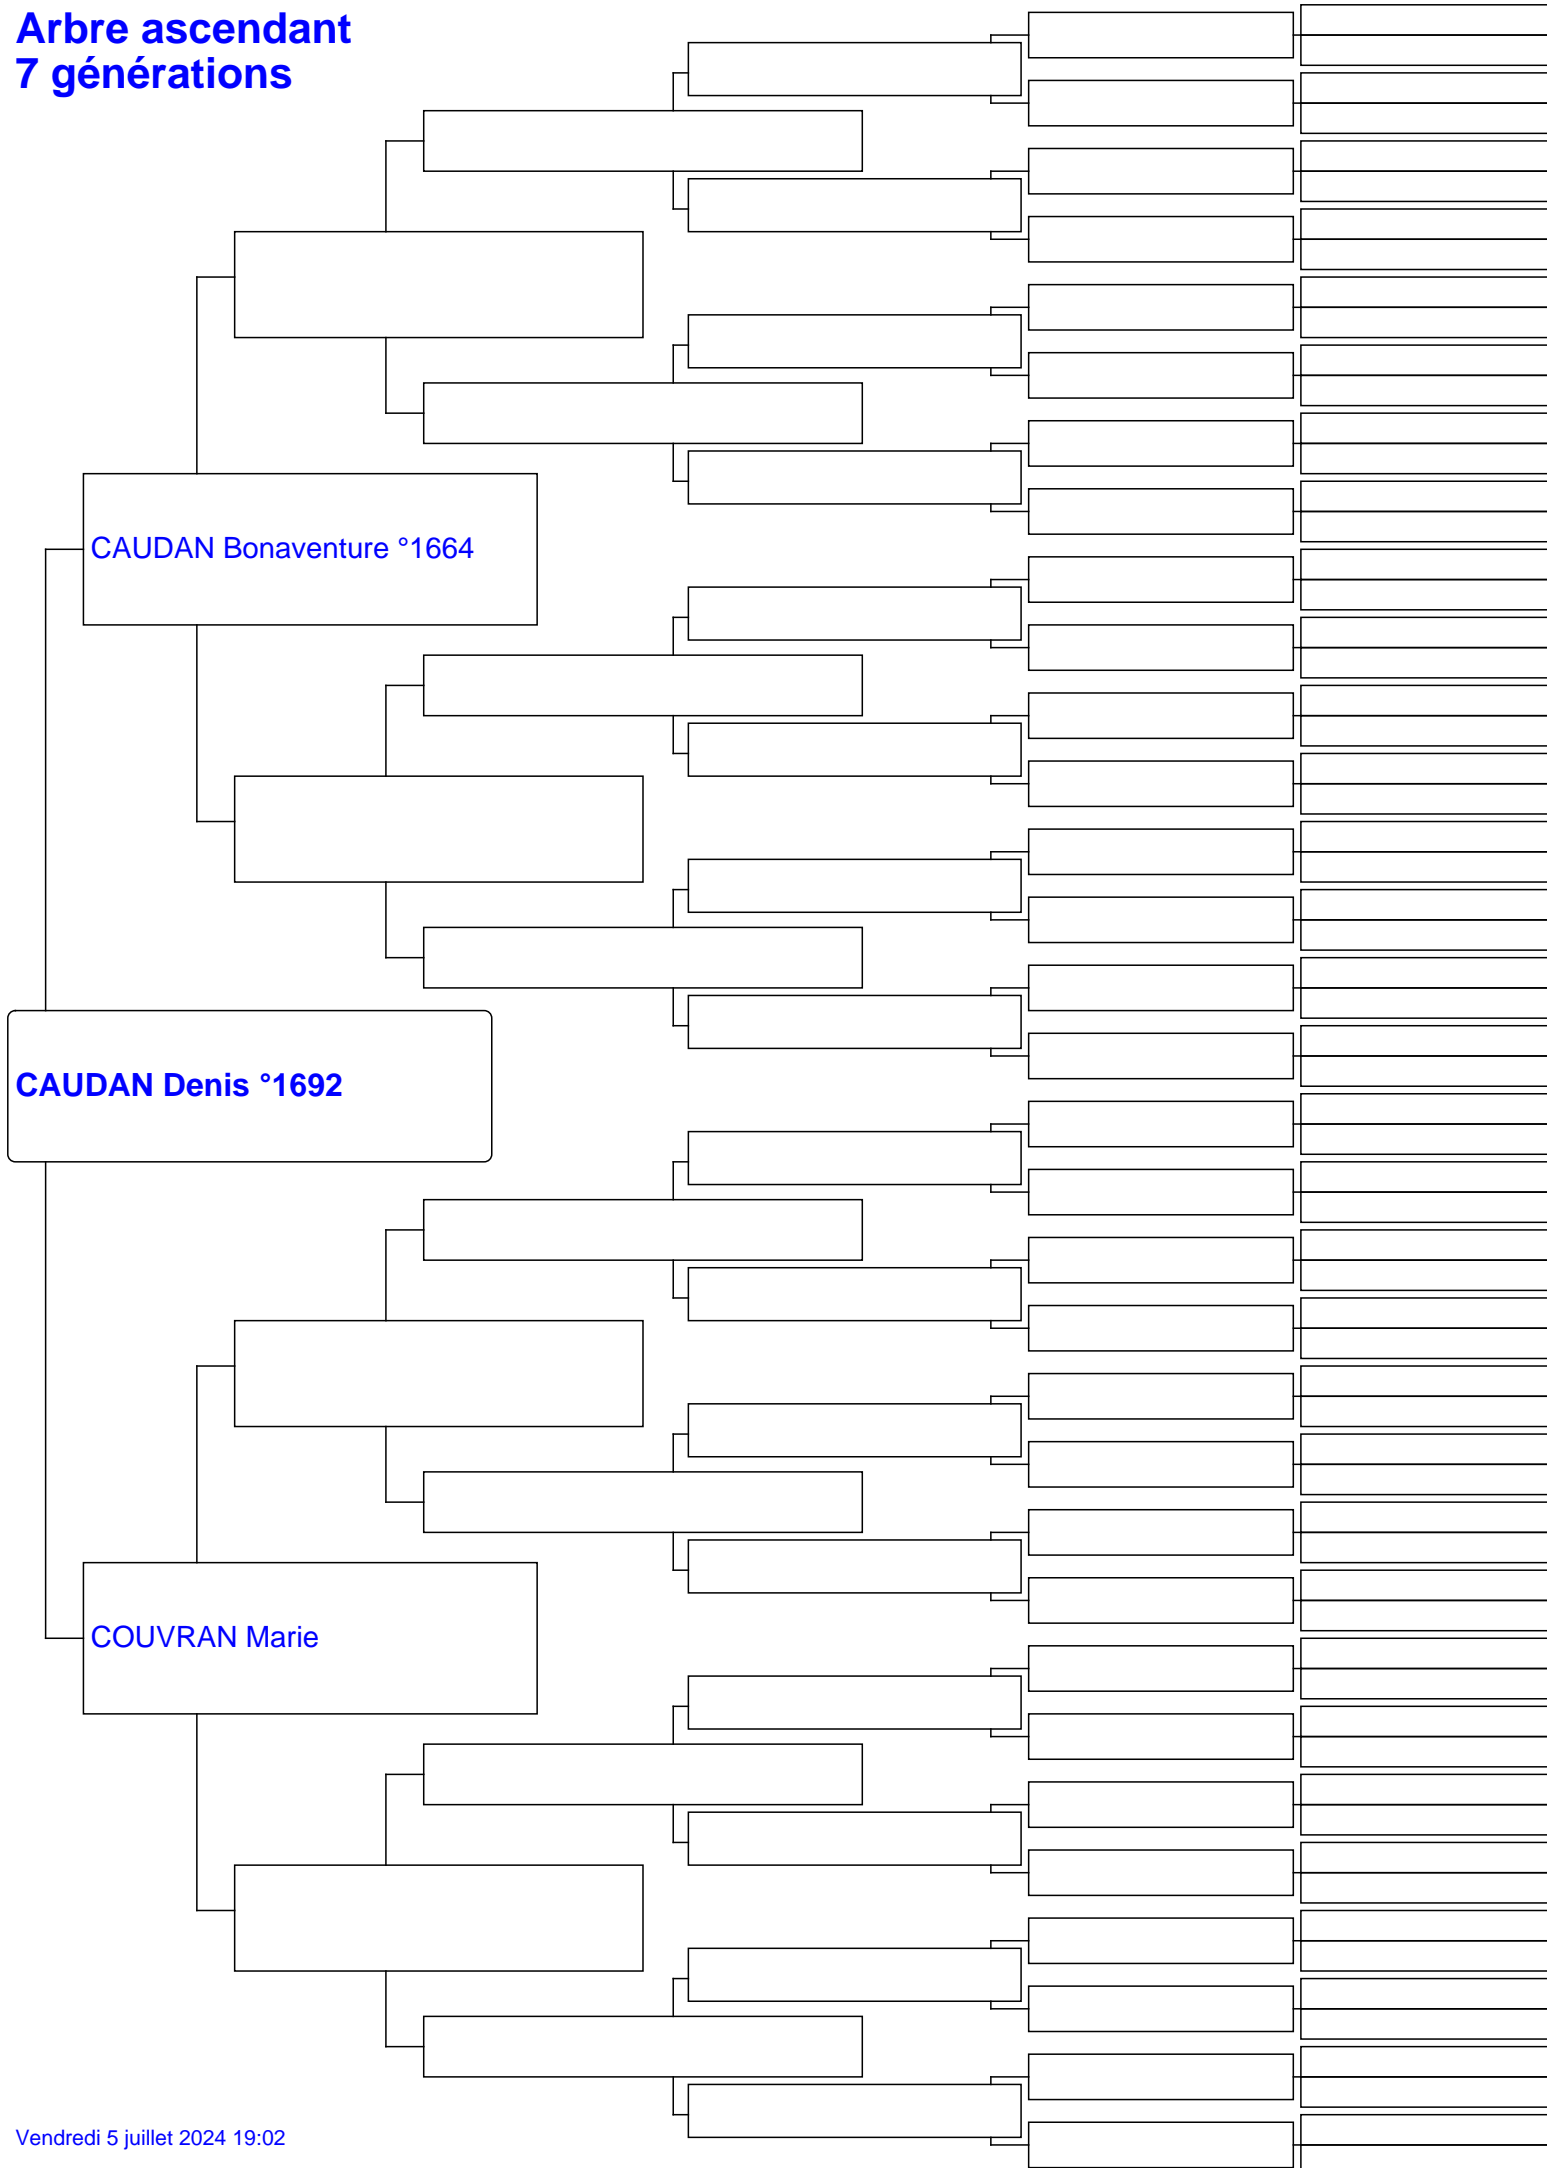 Arbre ascendant
7 générations
CAUDAN Bonaventure °1664
CAUDAN Denis °1692
COUVRAN Marie
Vendredi 5 juillet 2024 19:02